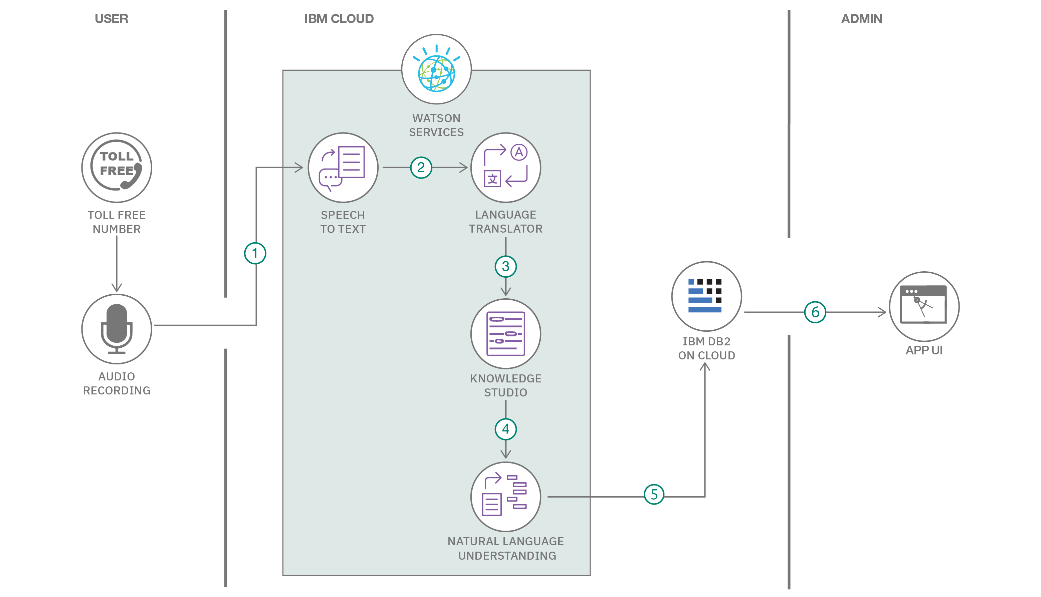 USER
IBM CLOUD
ADMIN
WATSON
SERVICES
TOLL
FREE
TOLL FREE
NUMBER
AUDIO
RECORDING
1
SPEECH
TO TEXT
2
A
文
LANGUAGE
TRANSLATOR
3
KNOWLEDGE
STUDIO
4
NATURAL LANGUAGE
UNDERSTANDING
5
IBM DB2
ON CLOUD
6
APP UI